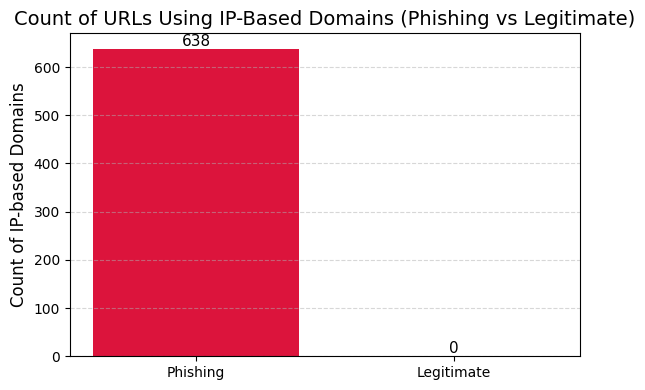 Count of URLs Using IP-Based Domains (Phishing vs Legitimate)
638
600
500
400
300
200
100
0
0
Count of IP-based Domains
Phishing
Legitimate